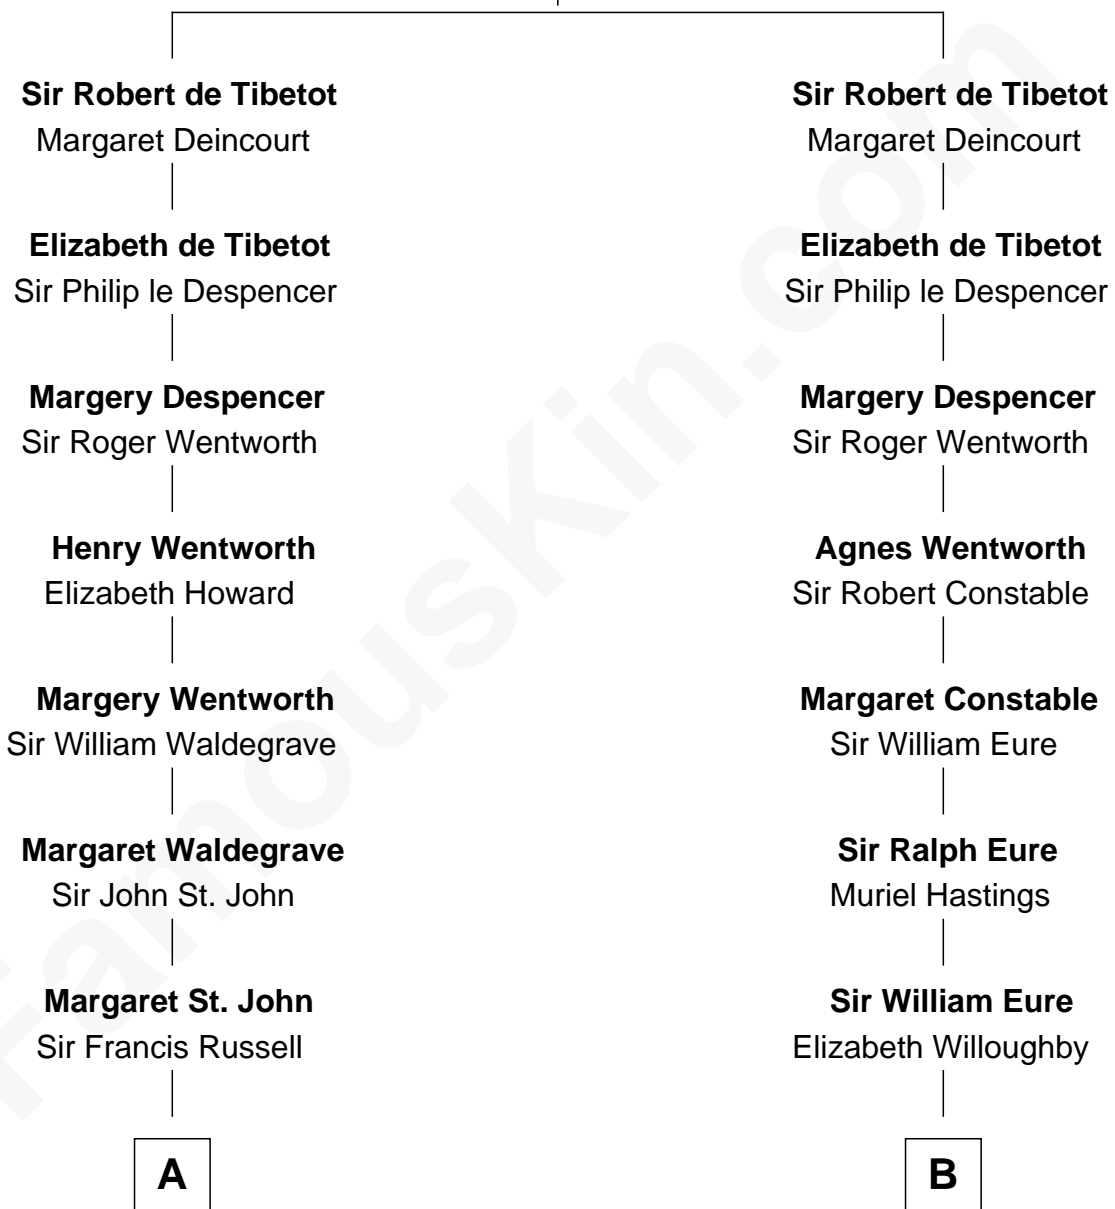 Sir Robert de Tibetot
Margaret Deincourt
Elizabeth de Tibetot
Sir Philip le Despencer
Margery Despencer
Sir Roger Wentworth
Henry Wentworth
Elizabeth Howard
Margery Wentworth
Sir William Waldegrave
Margaret Waldegrave
Sir John St. John
Margaret St. John
Sir Francis Russell
A
Sir Robert de Tibetot
Margaret Deincourt
Elizabeth de Tibetot
Sir Philip le Despencer
Margery Despencer
Sir Roger Wentworth
Agnes Wentworth
Sir Robert Constable
Margaret Constable
Sir William Eure
Sir Ralph Eure
Muriel Hastings
Sir William Eure
Elizabeth Willoughby
B
FamousKin.com